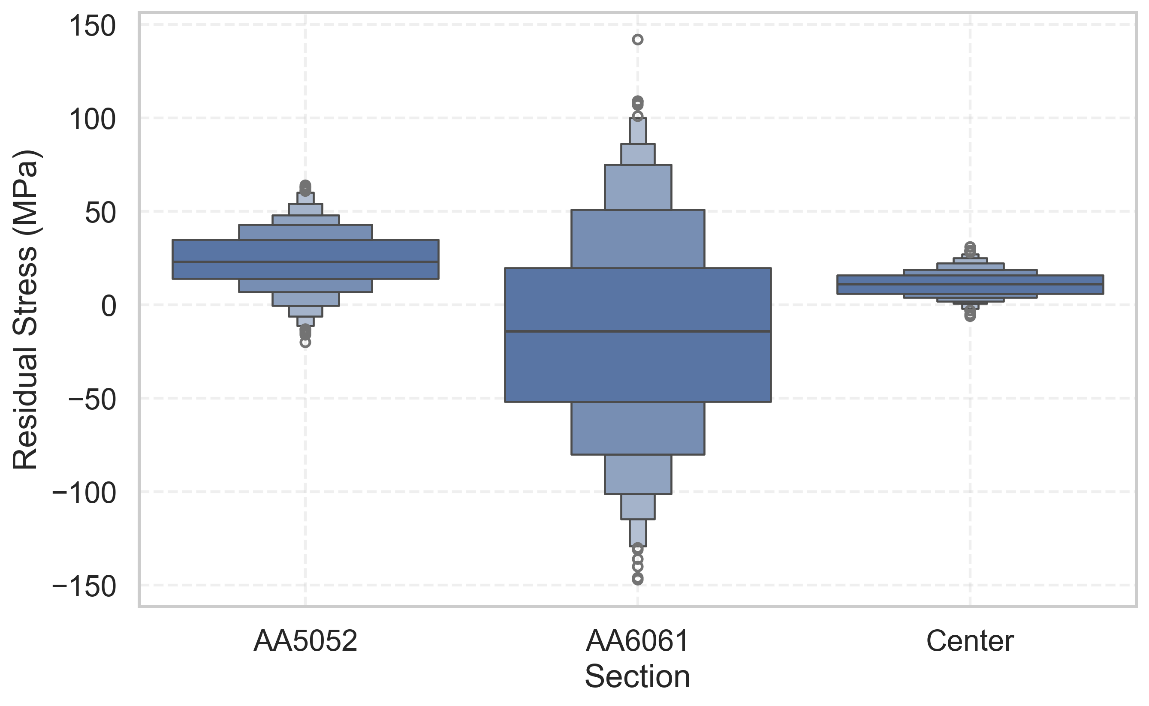 Residual Stress (MPa)
150
100
50
0
−50
−100
−150
AA5052
AA6061
Center
Section